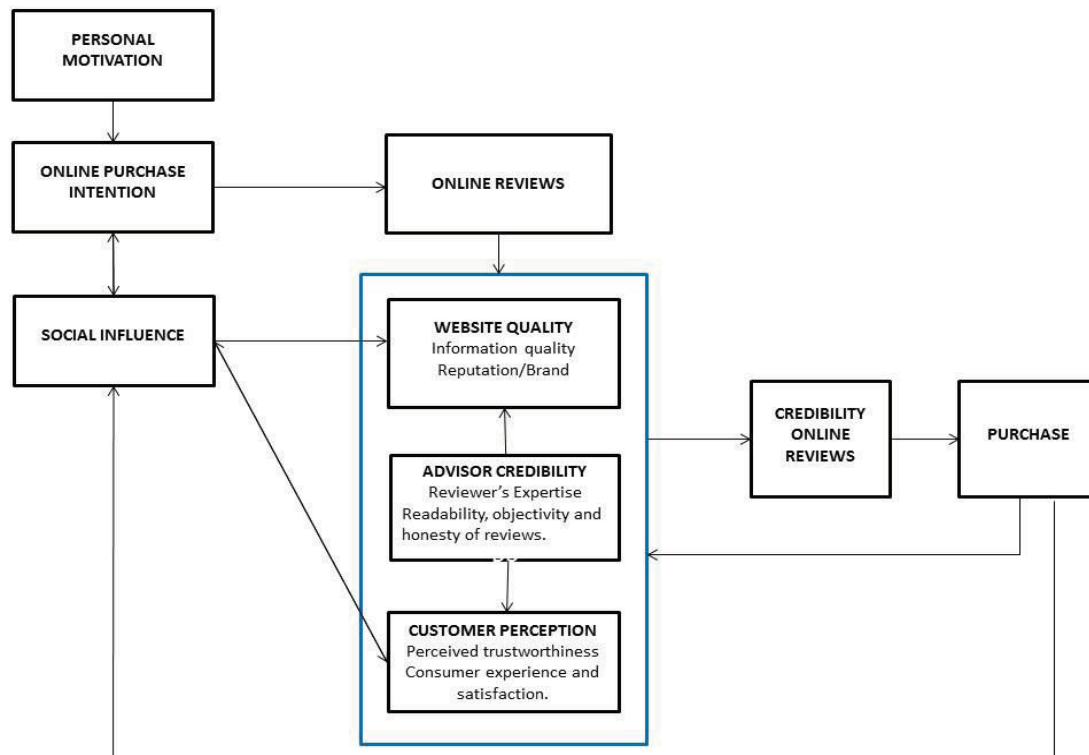 PERSONAL
MOTIVATION
ONLINE PURCHASE
INTENTION
ONLINE REVIEWS
SOCIAL INFLUENCE
WEBSITE QUALITY
Information quality
Reputation/Brand
ADVISOR CREDIBILITY
Reviewer's Expertise
Readability, objectivity and
honesty of reviews.
CUSTOMER PERCEPTION
Perceived trustworthiness
Consumer experience and
satisfaction.
CREDIBILITY
ONLINE
REVIEWS
PURCHASE